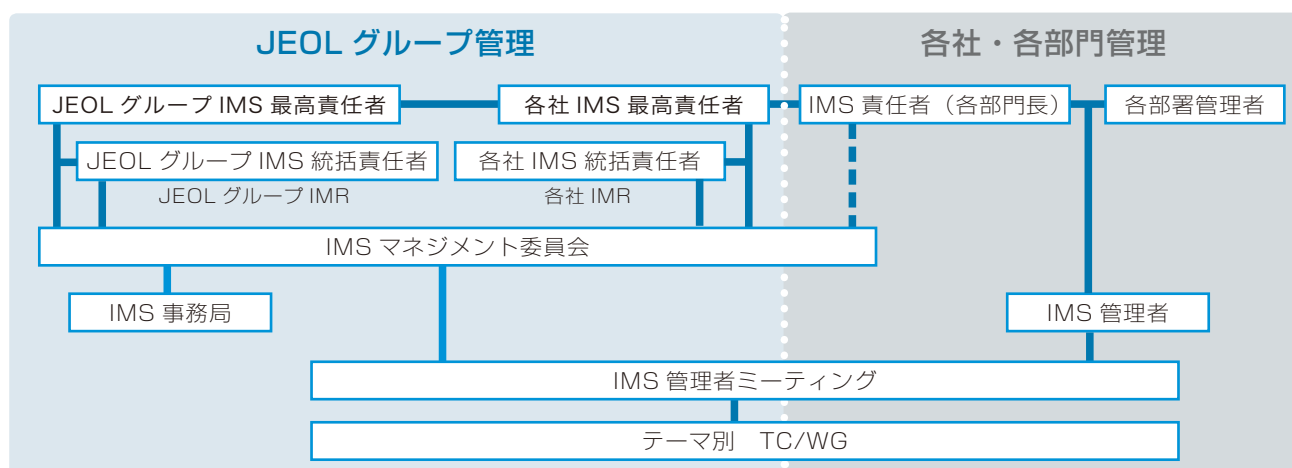 JEOL グループ管理
各社・各部門管理
JEOL グループ IMS 最高責任者
各社 IMS 最高責任者
IMS 責任者（各部門長）
各部署管理者
JEOL グループ IMS 統括責任者
各社 IMS 統括責任者
JEOL グループ IMR
各社 IMR
IMS マネジメント委員会
IMS 事務局
IMS 管理者
IMS 管理者ミーティング
テーマ別　TC/WG